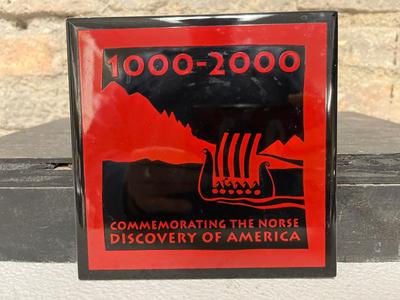 1000-2000
COMMEMORATING THE NORSE
DISCOVERY OF AMERICA